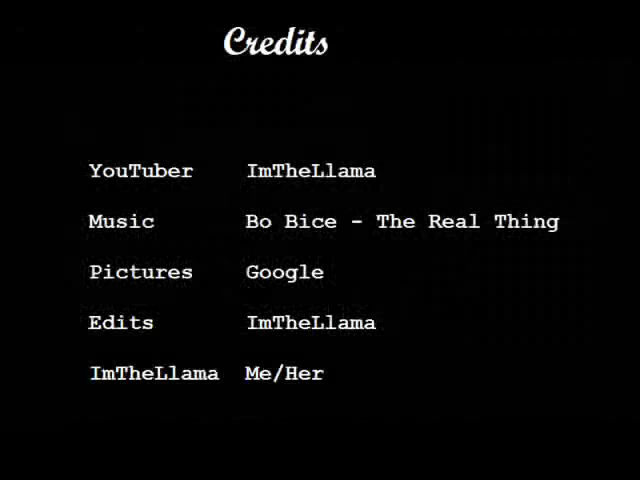 Credits
YouTuber ImTheLlama
Music Bo Bice - The Real Thing
Pictures Google
Edits ImTheLlama
ImTheLlama Me/Her